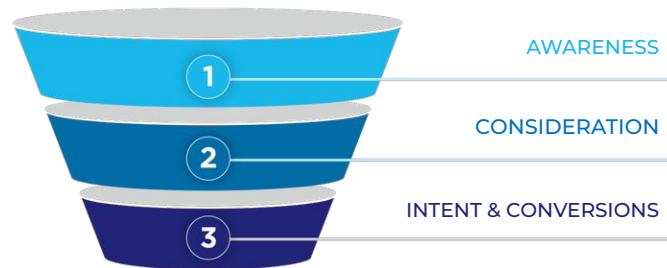 1
AWARENESS
2
CONSIDERATION
3
INTENT & CONVERSIONS